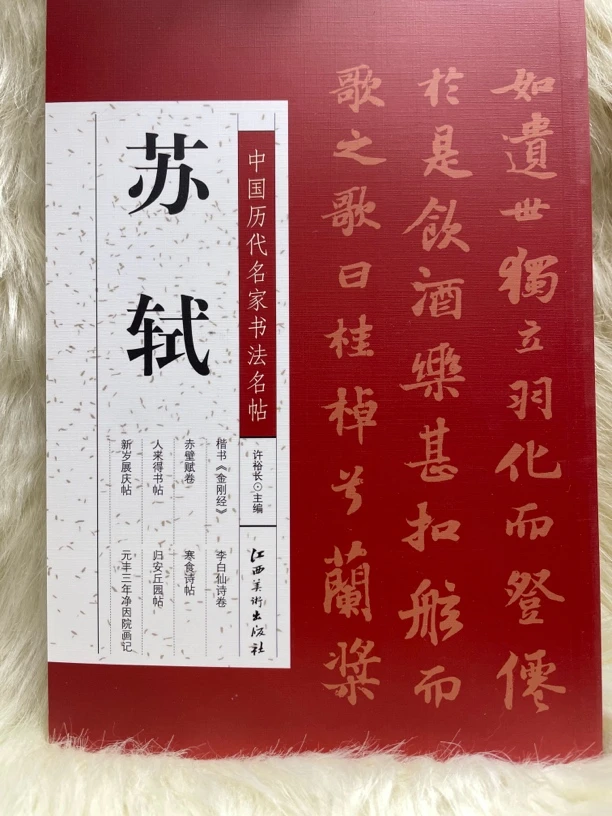 如遺世獨立羽化而登僊
於是飲酒樂甚扣舷而
歌之歌曰桂棹兮蘭槳
中国历代名家书法名帖
许裕长⊙主编
江西美術出版社
苏轼
楷书《金刚经》 李白仙诗卷
赤壁赋卷 寒食诗帖
人来得书帖 归安丘园帖
新岁展庆帖 元丰三年净因院画记